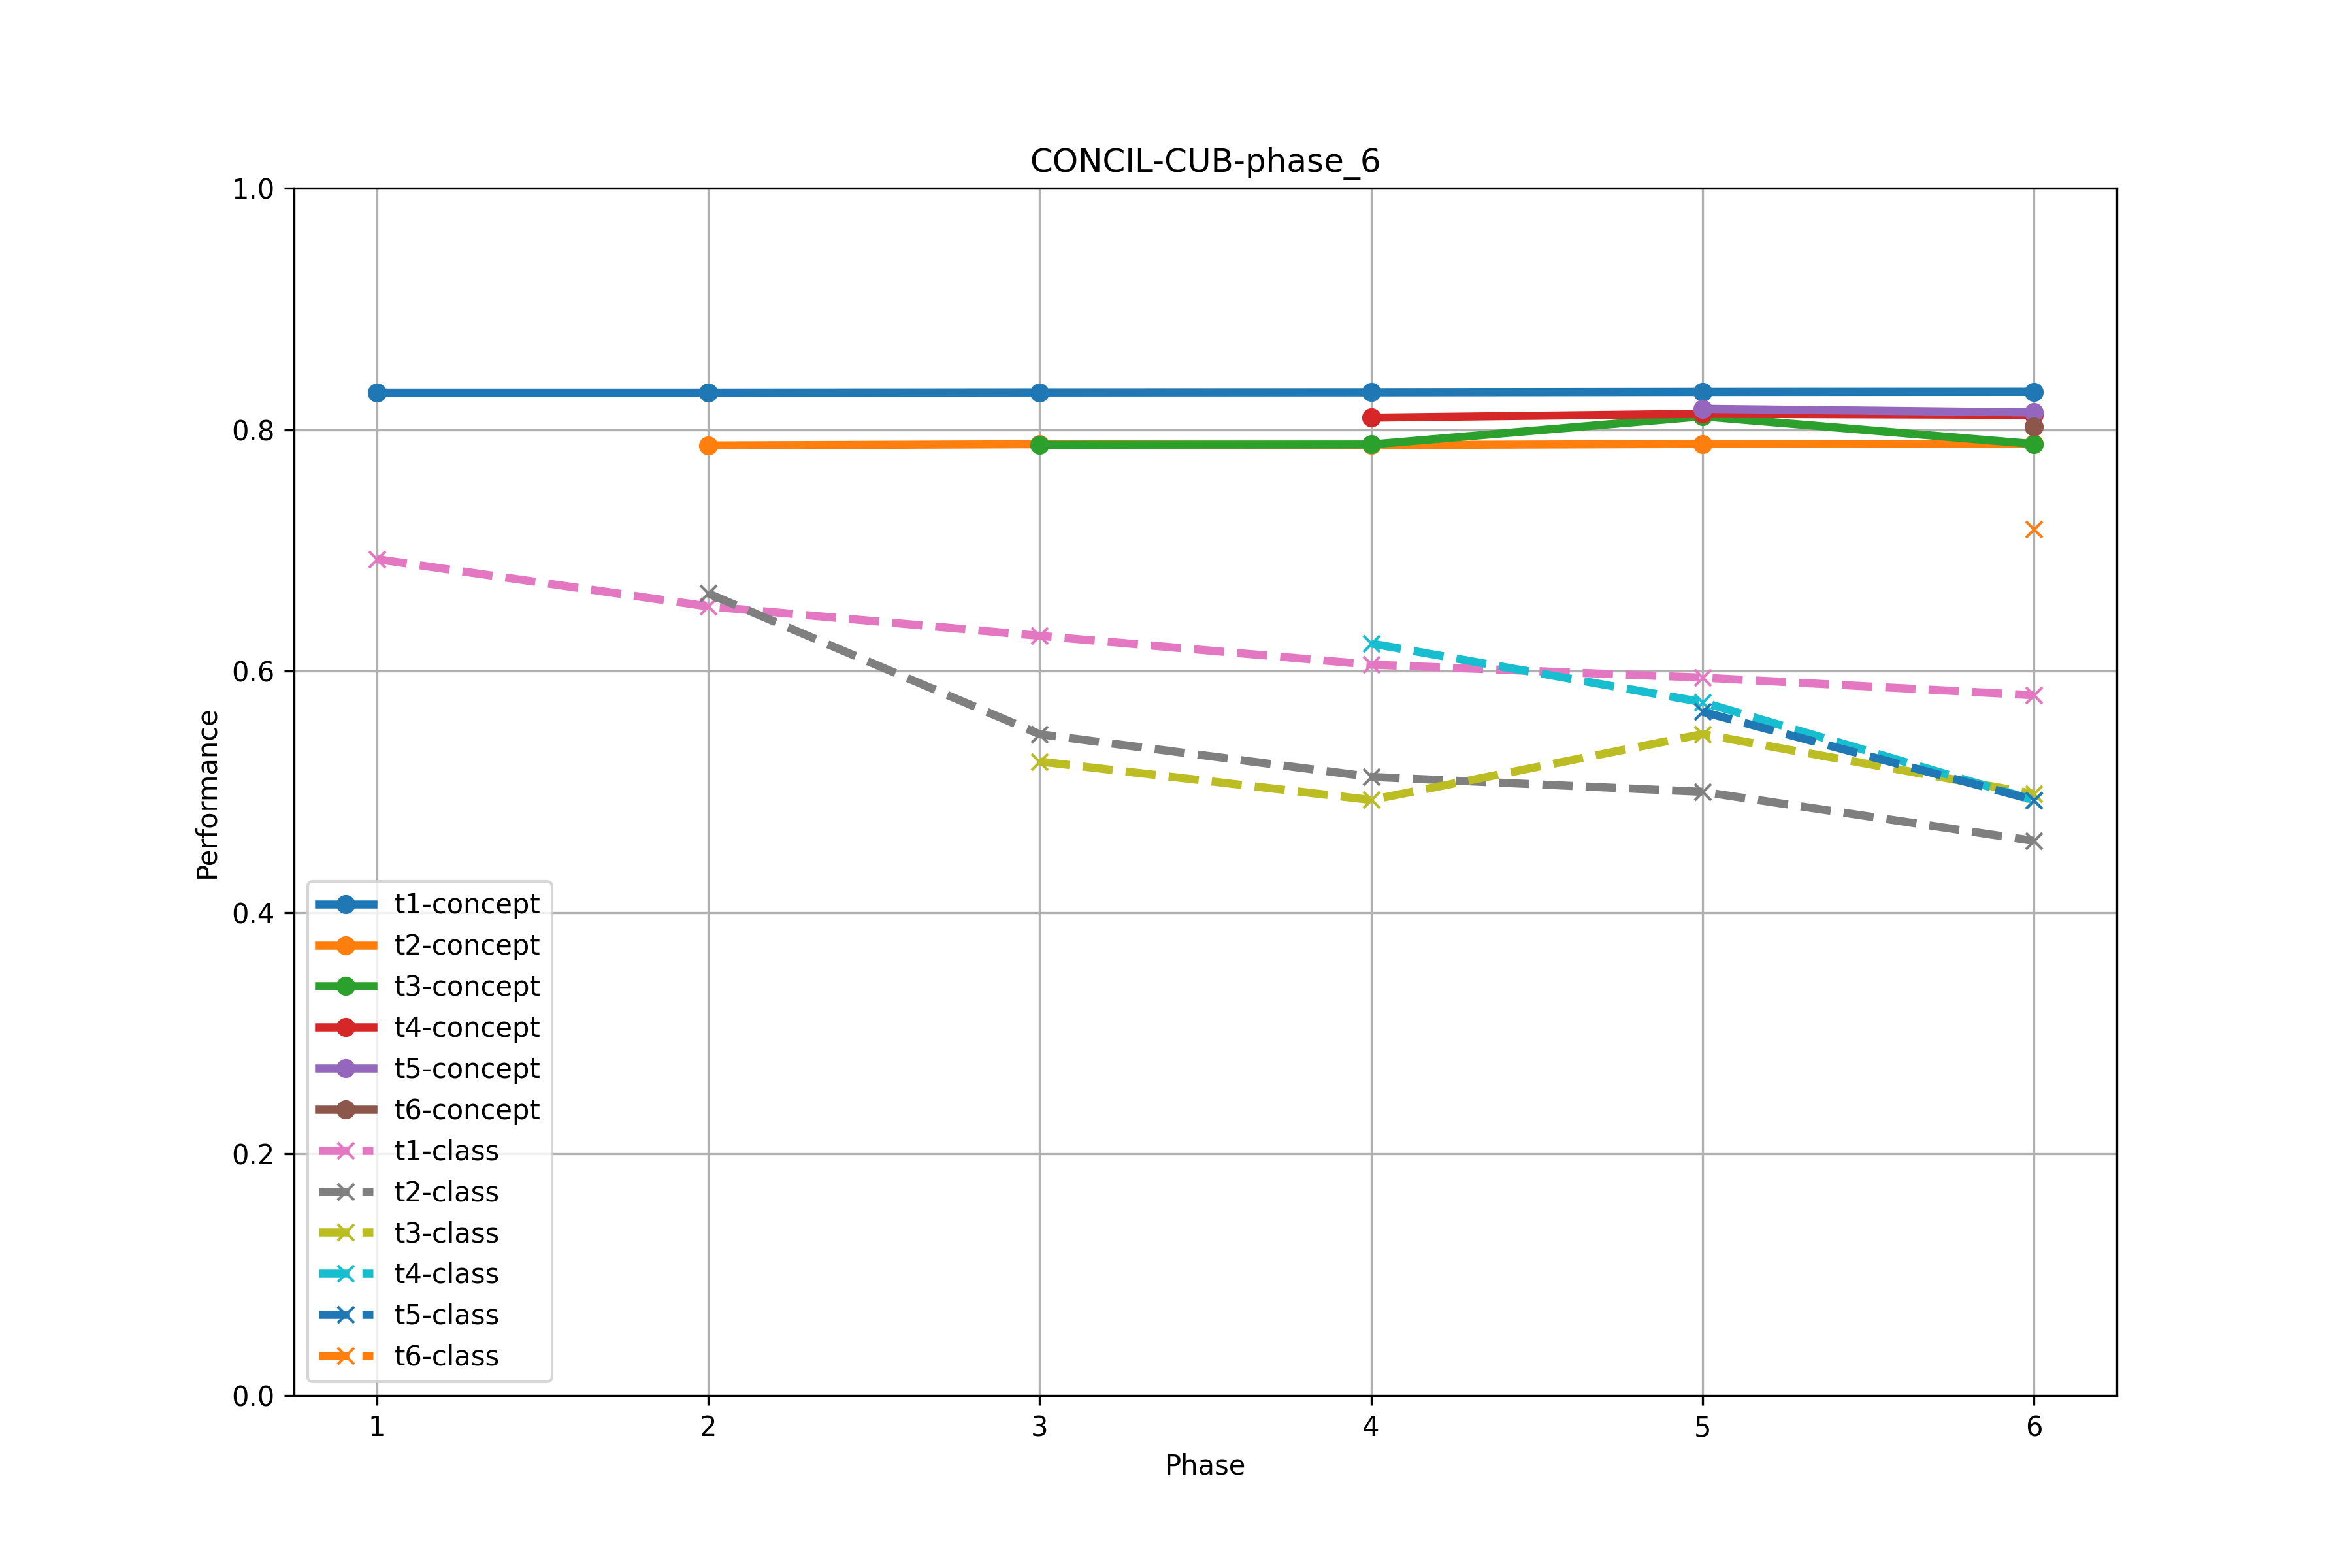 CONCIL-CUB-phase_6
1.0
0.8
0.6
0.4
0.2
0.0
Performance
t1-concept
t2-concept
t3-concept
t4-concept
t5-concept
t6-concept
t1-class
t2-class
t3-class
t4-class
t5-class
t6-class
1 2 3 4 5 6
Phase